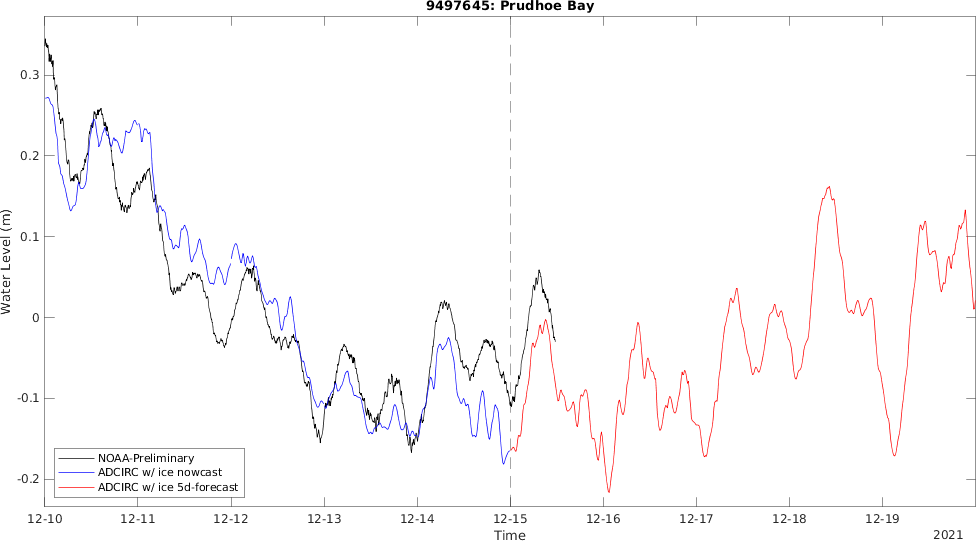 9497645: Prudhoe Bay
Water Level (m)
0.3
0.2
0.1
0
-0.1
-0.2
NOAA-Preliminary
ADCIRC w/ ice nowcast
ADCIRC w/ ice 5d-forecast
12-10 12-11 12-12 12-13 12-14 12-15 12-16 12-17 12-18 12-19
Time
2021